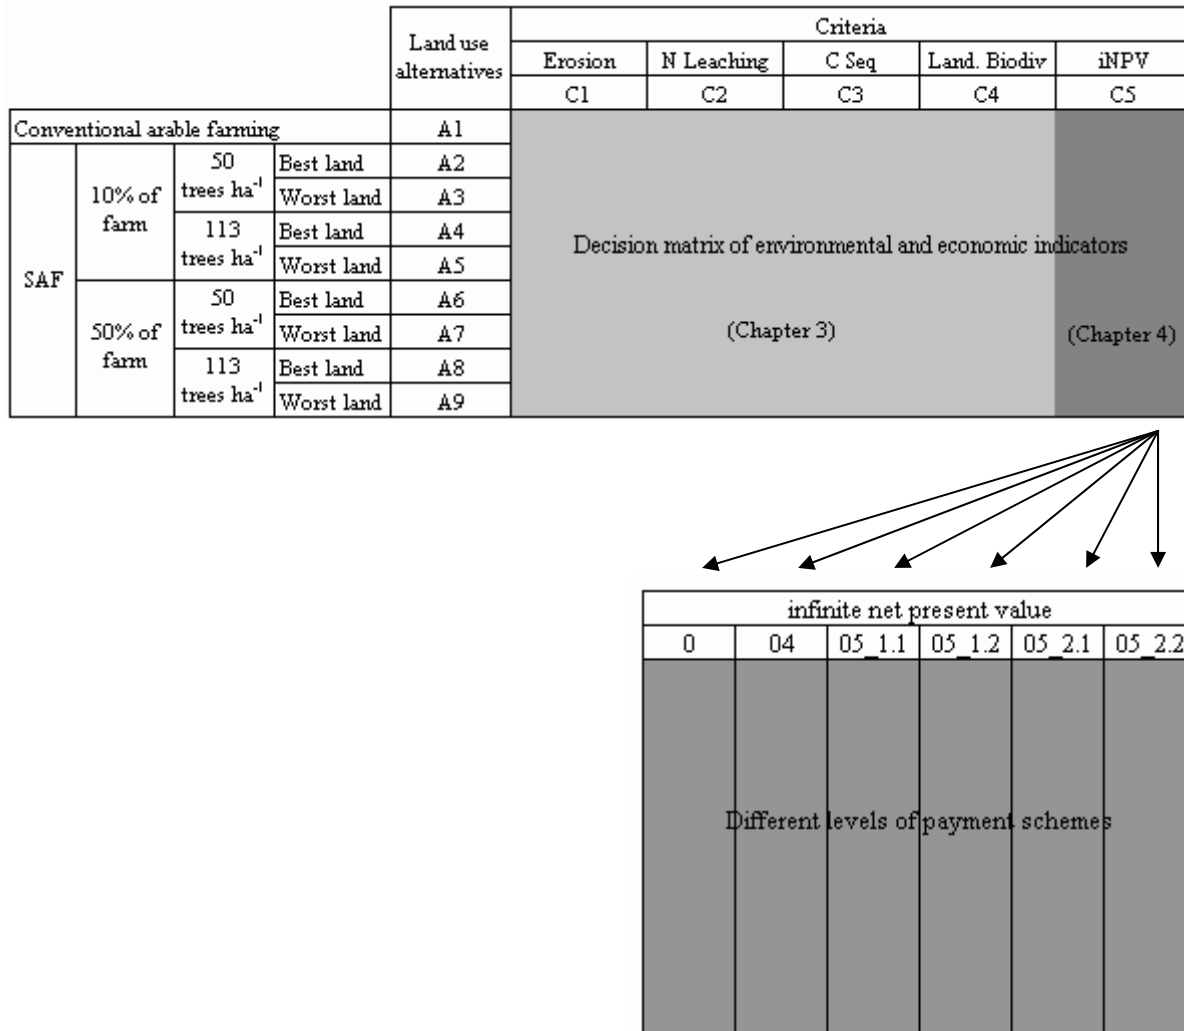 Land use alternatives Criteria
Erosion N Leaching C Seq Land. Biodiv iNPV
C1 C2 C3 C4 C5
Conventional arable farming A1
SAF 10% of farm 50 trees ha⁻¹ Best land A2
Worst land A3
113 trees ha⁻¹ Best land A4
Worst land A5
50% of farm 50 trees ha⁻¹ Best land A6
Worst land A7
113 trees ha⁻¹ Best land A8
Worst land A9
Decision matrix of environmental and economic indicators
(Chapter 3) (Chapter 4)
infinite net present value
0 04 05_1.1 05_1.2 05_2.1 05_2.2
Different levels of payment schemes